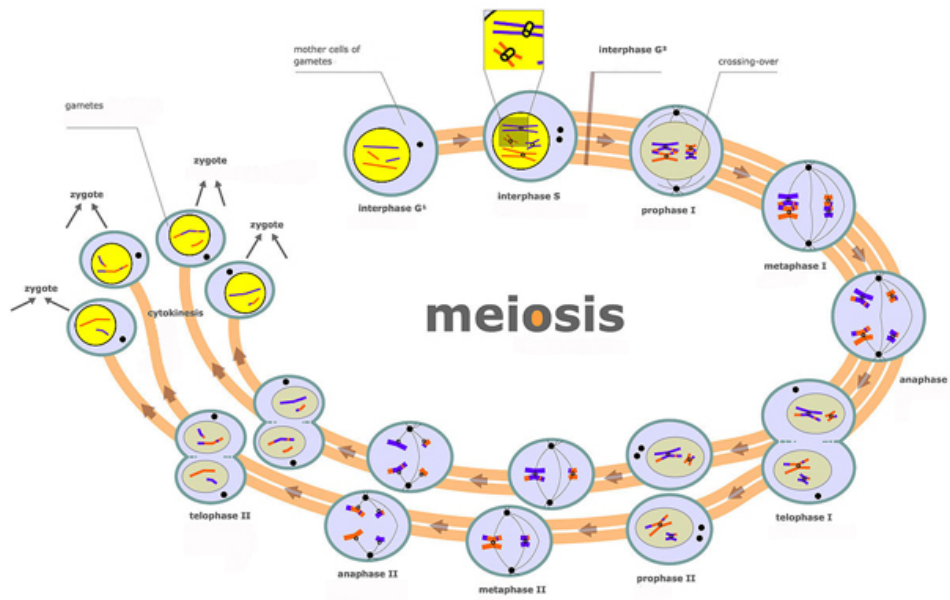 mother cells of
gametes
interphase G²
crossing-over
gametes
zygote
interphase G¹
interphase S
prophase I
zygote
zygote
metaphase I
zygote
cytokinesis
meiosis
anaphase
telophase II
telophase I
anaphase II
metaphase II
prophase II